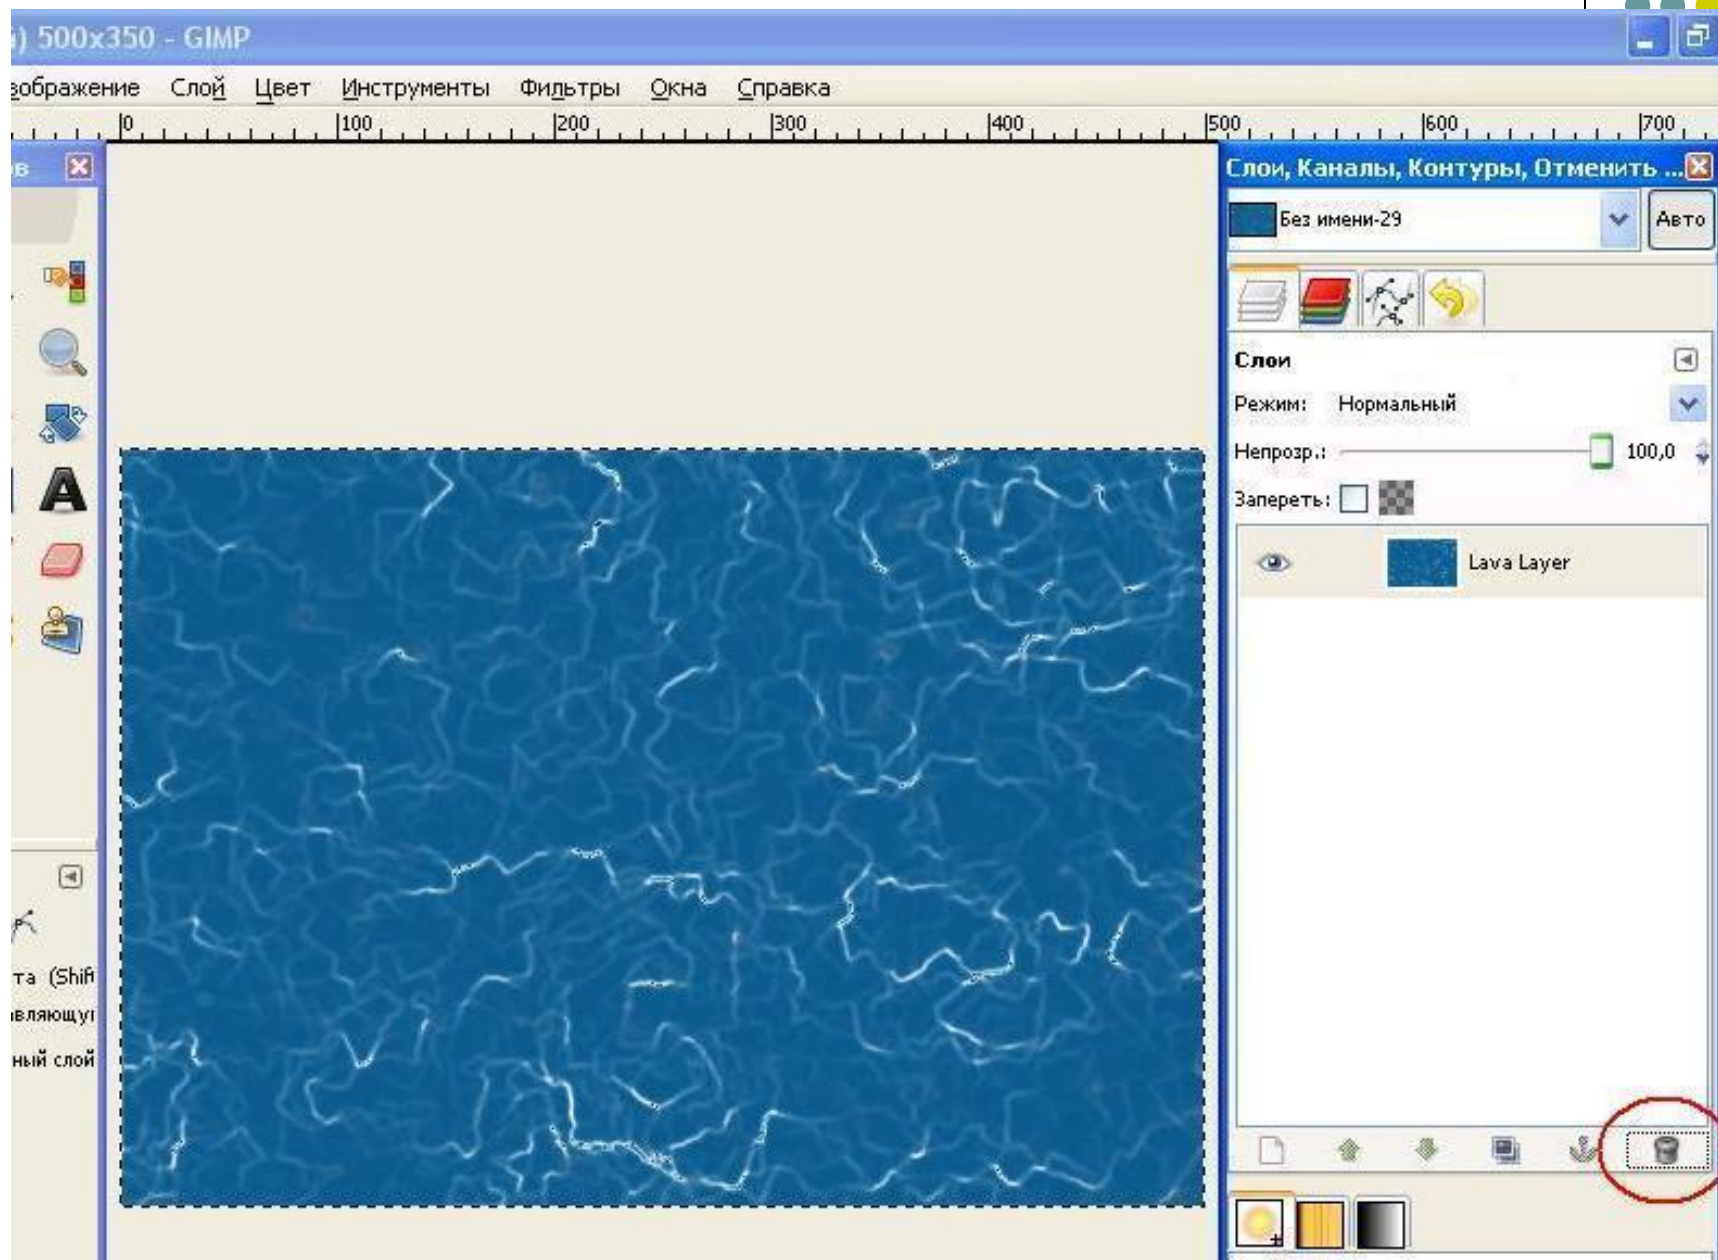 ) 500x350 - GIMP
зображение Слой Цвет Инструменты Фильтры Окна Справка
0 100 200 300 400 500 600 700
ов
Слои, Каналы, Контуры, Отменить ...
Без имени-29
Авто
Слои
Режим: Нормальный
Непрозр.: 100,0
Запереть:
Lava Layer
A
та (Shift
авляющую
ный слой